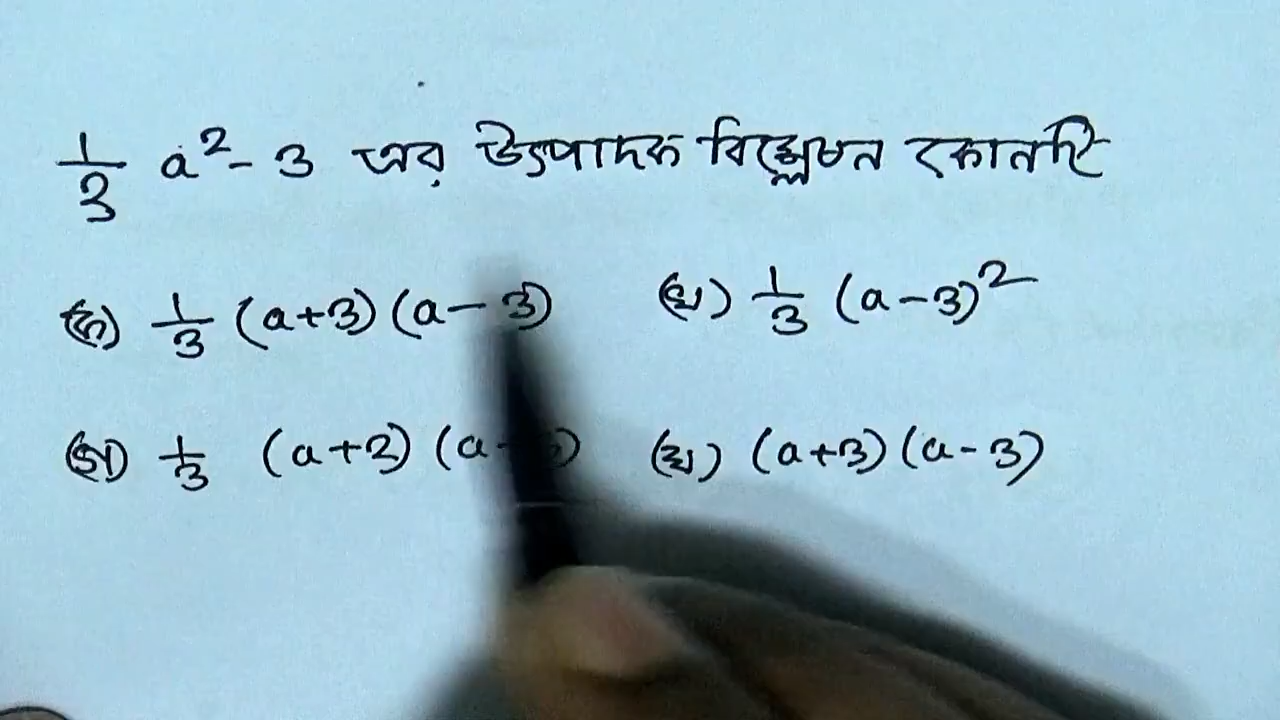 1/3 a² - 3 এর উৎপাদক বিশ্লেষন কোনটি
(ক) 1/3 (a+3) (a-3) (খ) 1/3 (a-3)²
(গ) 1/3 (a+2) (a (ঘ) (a+3) (a-3)